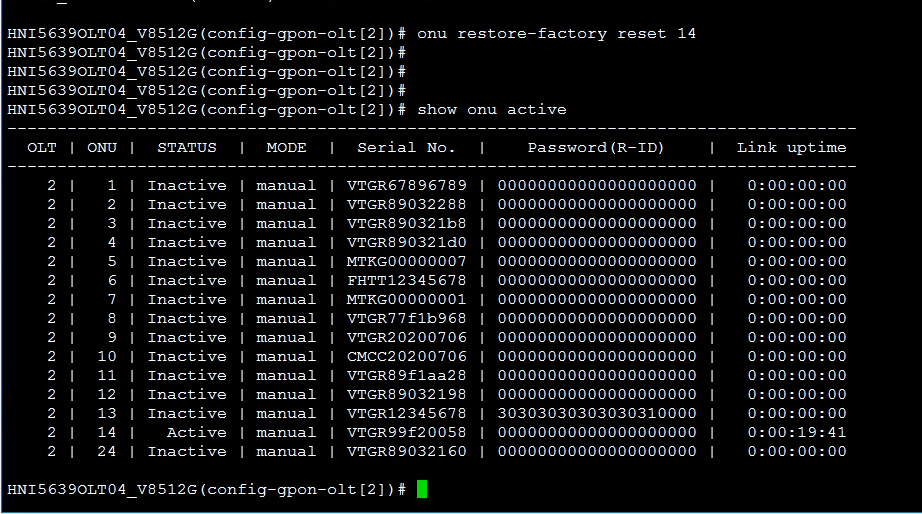 HNI5639OLT04_V8512G(config-gpon-olt[2])# onu restore-factory reset 14
HNI5639OLT04_V8512G(config-gpon-olt[2])#
HNI5639OLT04_V8512G(config-gpon-olt[2])#
HNI5639OLT04_V8512G(config-gpon-olt[2])#
HNI5639OLT04_V8512G(config-gpon-olt[2])# show onu active
-------------------------------------------------------------------------------------
OLT | ONU | STATUS | MODE | Serial No. | Password(R-ID) | Link uptime
-------------------------------------------------------------------------------------
2 | 1 | Inactive | manual | VTGR67896789 | 00000000000000000000 | 0:00:00:00
2 | 2 | Inactive | manual | VTGR89032288 | 00000000000000000000 | 0:00:00:00
2 | 3 | Inactive | manual | VTGR890321b8 | 00000000000000000000 | 0:00:00:00
2 | 4 | Inactive | manual | VTGR890321d0 | 00000000000000000000 | 0:00:00:00
2 | 5 | Inactive | manual | MTKG00000007 | 00000000000000000000 | 0:00:00:00
2 | 6 | Inactive | manual | FHTT12345678 | 00000000000000000000 | 0:00:00:00
2 | 7 | Inactive | manual | MTKG00000001 | 00000000000000000000 | 0:00:00:00
2 | 8 | Inactive | manual | VTGR77f1b968 | 00000000000000000000 | 0:00:00:00
2 | 9 | Inactive | manual | VTGR20200706 | 00000000000000000000 | 0:00:00:00
2 | 10 | Inactive | manual | CMCC20200706 | 00000000000000000000 | 0:00:00:00
2 | 11 | Inactive | manual | VTGR89f1aa28 | 00000000000000000000 | 0:00:00:00
2 | 12 | Inactive | manual | VTGR89032198 | 00000000000000000000 | 0:00:00:00
2 | 13 | Inactive | manual | VTGR12345678 | 30303030303030310000 | 0:00:00:00
2 | 14 | Active | manual | VTGR99f20058 | 00000000000000000000 | 0:00:19:41
2 | 24 | Inactive | manual | VTGR89032160 | 00000000000000000000 | 0:00:00:00
HNI5639OLT04_V8512G(config-gpon-olt[2])#